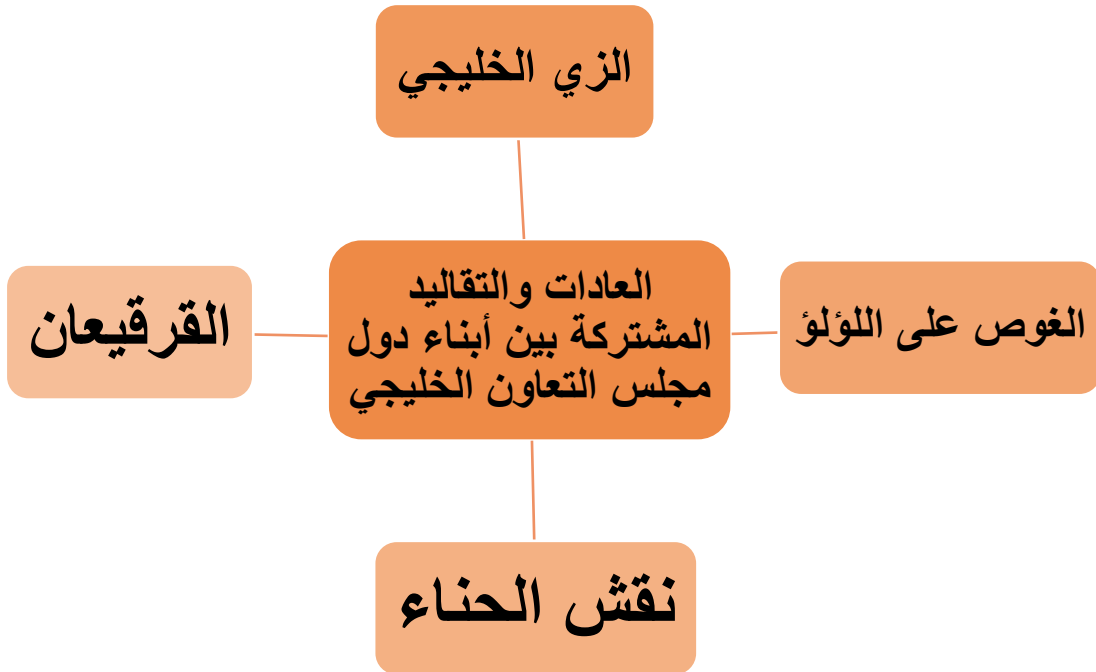 الزي الخليجي
العادات والتقاليد
المشتركة بين أبناء دول
مجلس التعاون الخليجي
الغوص على اللؤلؤ
القرقيعان
نقش الحناء